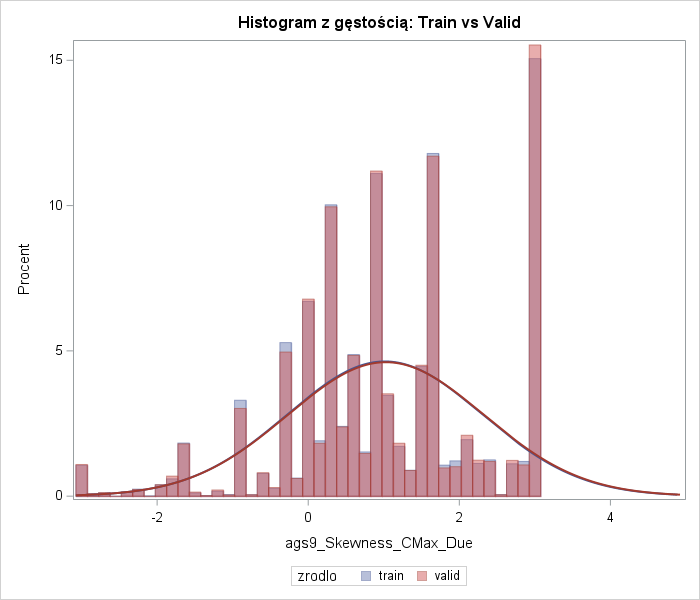 Histogram z gęstością: Train vs Valid
15
10
5
0
Procent
-2 0 2 4
ags9_Skewness_CMax_Due
zrodlo train valid